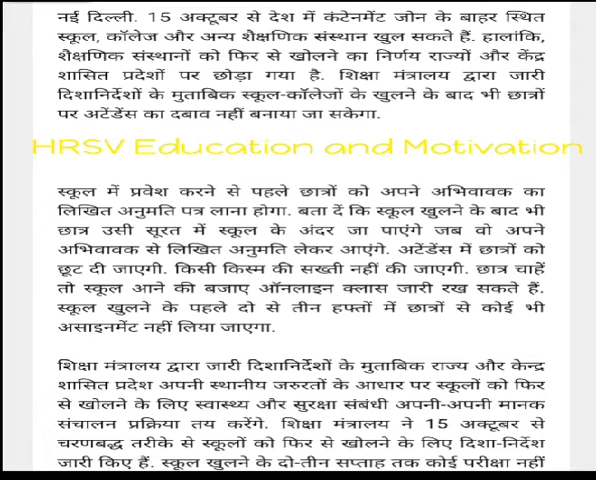 नई दिल्ली. 15 अक्टूबर से देश में कंटेनमेंट जोन के बाहर स्थित
स्कूल, कॉलेज और अन्य शैक्षणिक संस्थान खुल सकते हैं. हालांकि,
शैक्षणिक संस्थानों को फिर से खोलने का निर्णय राज्यों और केंद्र
शासित प्रदेशों पर छोड़ा गया है. शिक्षा मंत्रालय द्वारा जारी
दिशानिर्देशों के मुताबिक स्कूल-कॉलेजों के खुलने के बाद भी छात्रों
पर अटेंडेंस का दबाव नहीं बनाया जा सकेगा.
HRSV Education and Motivation
स्कूल में प्रवेश करने से पहले छात्रों को अपने अभिवावक का
लिखित अनुमति पत्र लाना होगा. बता दें कि स्कूल खुलने के बाद भी
छात्र उसी सूरत में स्कूल के अंदर जा पाएंगे जब वो अपने
अभिवावक से लिखित अनुमति लेकर आएंगे. अटेंडेंस में छात्रों को
छूट दी जाएगी. किसी किस्म की सख्ती नहीं की जाएगी. छात्र चाहें
तो स्कूल आने की बजाए ऑनलाइन क्लास जारी रख सकते हैं.
स्कूल खुलने के पहले दो से तीन हफ्तों में छात्रों से कोई भी
असाइनमेंट नहीं लिया जाएगा.
शिक्षा मंत्रालय द्वारा जारी दिशानिर्देशों के मुताबिक राज्य और केन्द्र
शासित प्रदेश अपनी स्थानीय जरुरतों के आधार पर स्कूलों को फिर
से खोलने के लिए स्वास्थ्य और सुरक्षा संबंधी अपनी-अपनी मानक
संचालन प्रक्रिया तय करेंगे. शिक्षा मंत्रालय ने 15 अक्टूबर से
चरणबद्ध तरीके से स्कूलों को फिर से खोलने के लिए दिशा-निर्देश
जारी किए हैं. स्कूल खुलने के दो-तीन सप्ताह तक कोई परीक्षा नहीं